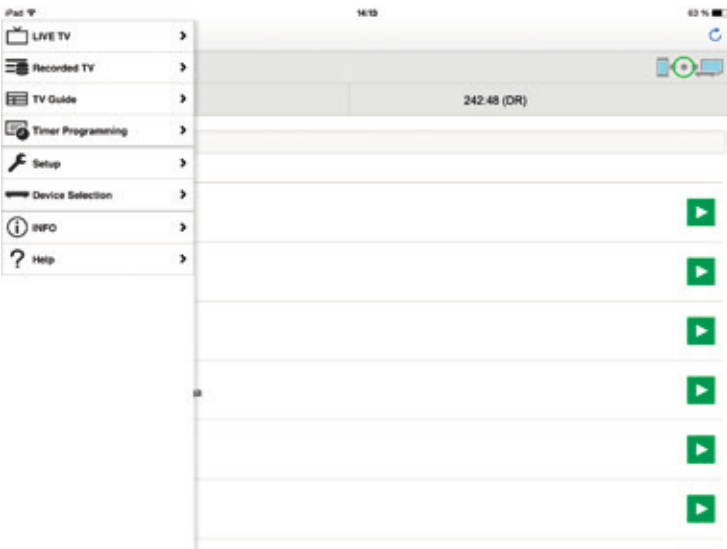 iPad 14:13 63 %
LIVE TV
Recorded TV
TV Guide
242:48 (DR)
Timer Programming
Setup
Device Selection
INFO
Help